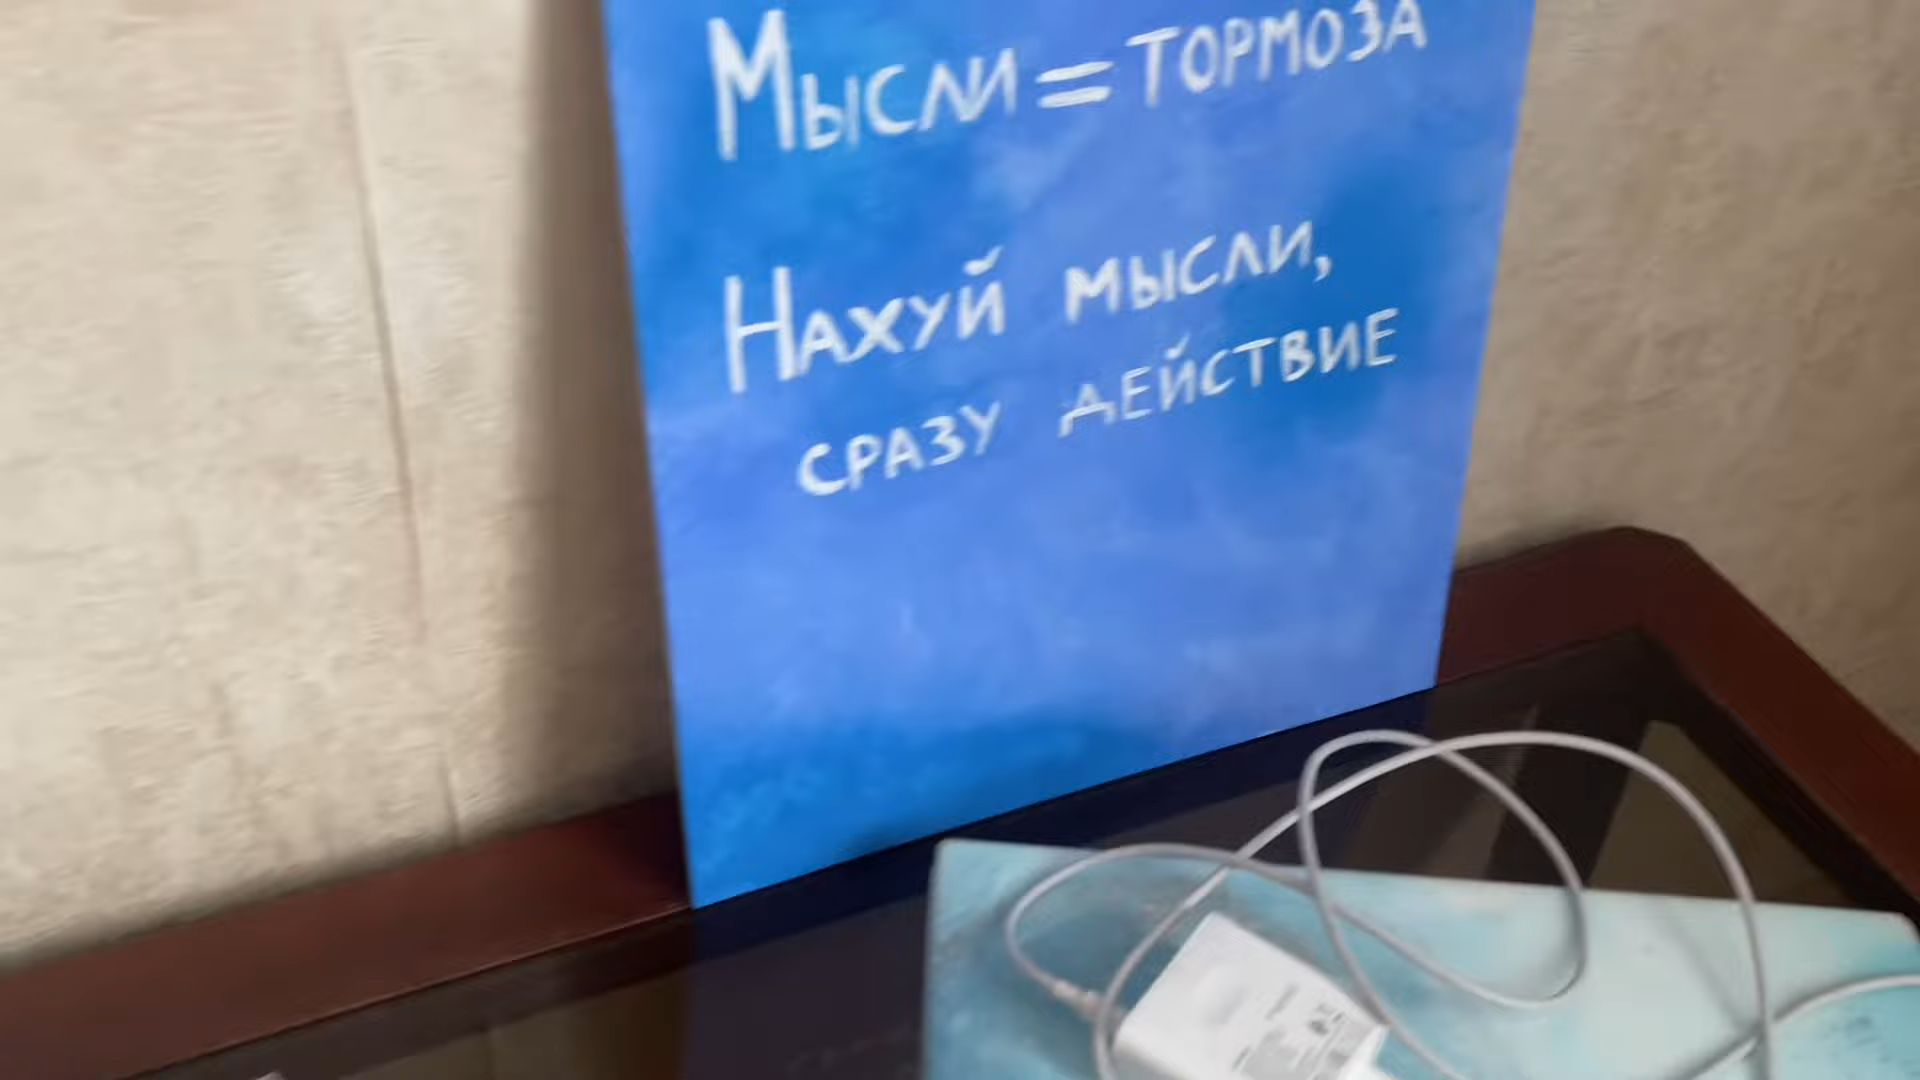 Мысли = тормоза
Нахуй мысли,
сразу действие